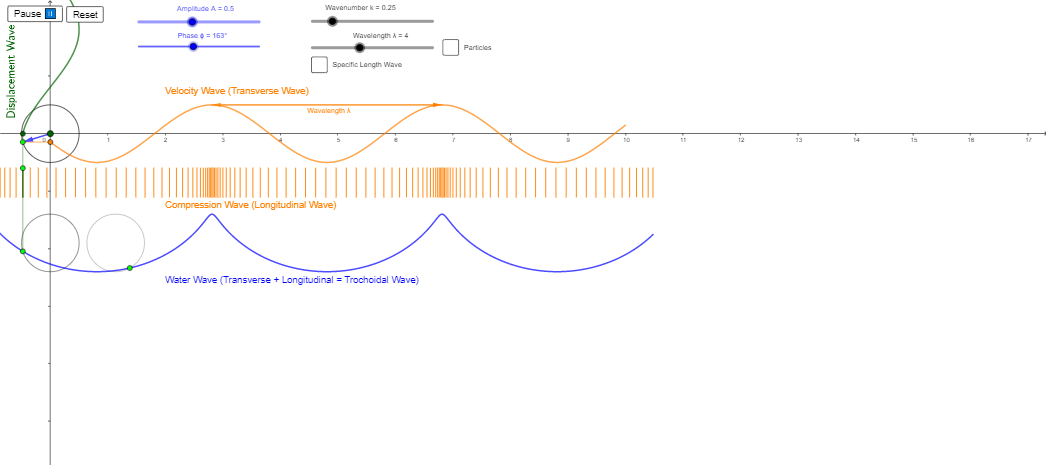 Pause
Reset
Amplitude A = 0.5
Phase ϕ = 163°
Wavenumber k = 0.25
Wavelength λ = 4
Particles
Specific Length Wave
Displacement Wave
Velocity Wave (Transverse Wave)
Wavelength λ
0 1 2 3 4 5 6 7 8 9 10 11 12 13 14 15 16 17
Compression Wave (Longitudinal Wave)
Water Wave (Transverse + Longitudinal = Trochoidal Wave)